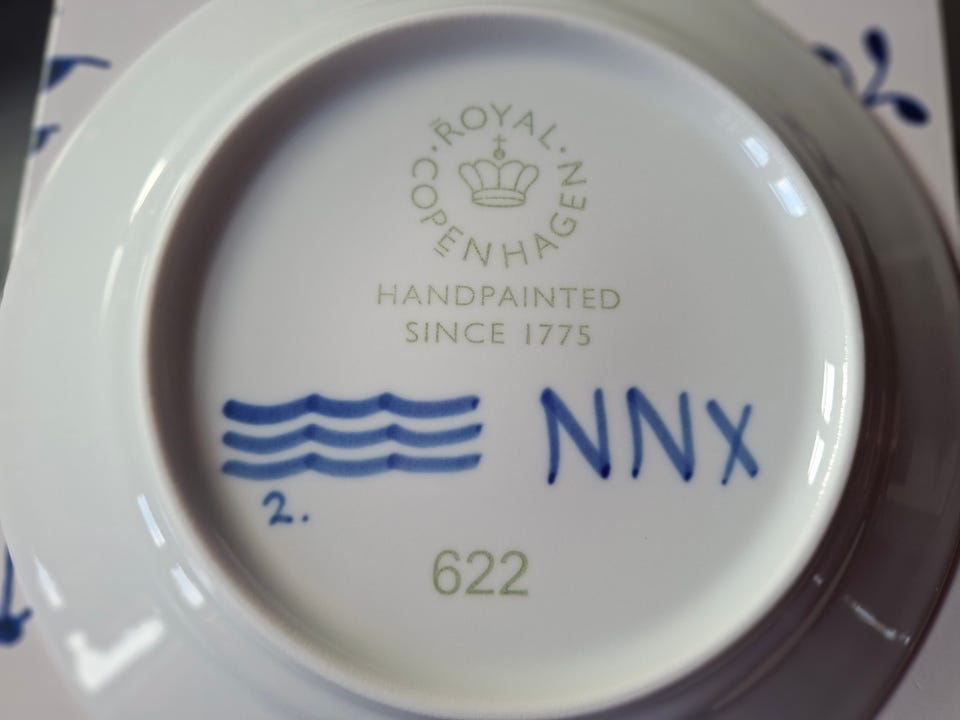 ROYAL · COPENHAGEN ·
HANDPAINTED
SINCE 1775
NNX
2.
622